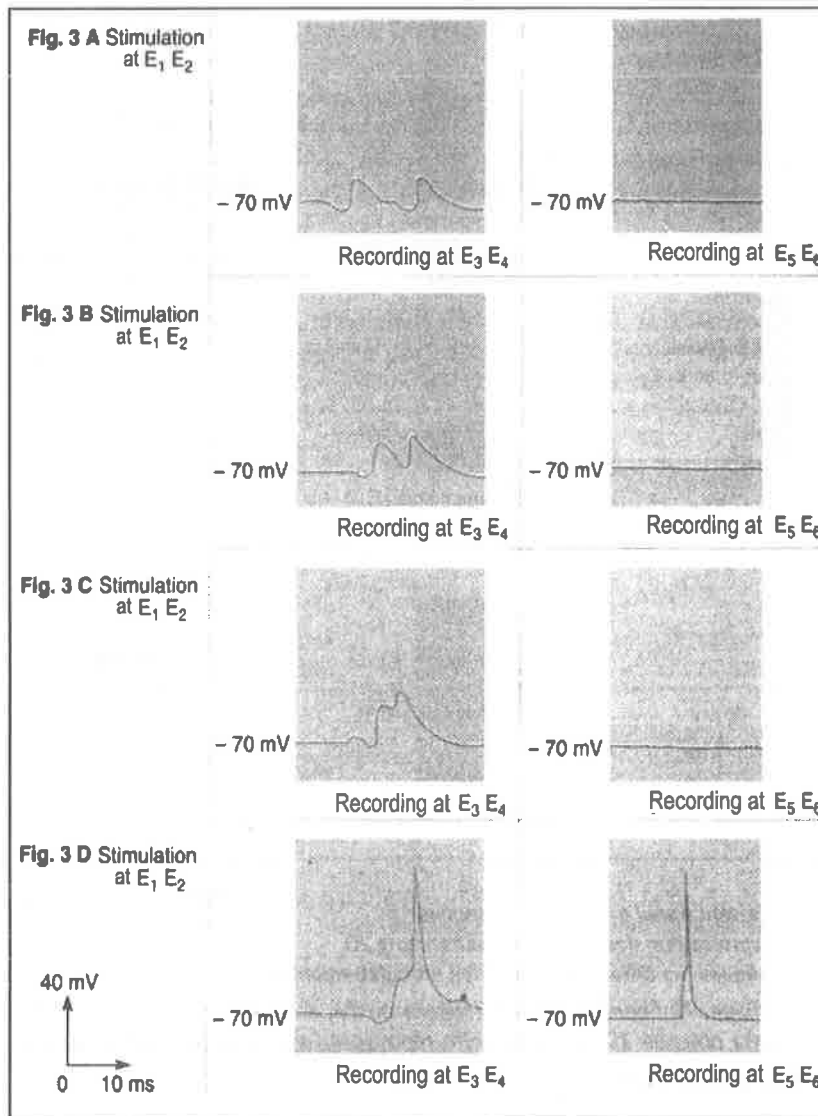 Fig. 3 A Stimulation
at E₁ E₂
– 70 mV
– 70 mV
Recording at E₃ E₄
Recording at E₅ E₆
Fig. 3 B Stimulation
at E₁ E₂
– 70 mV
– 70 mV
Recording at E₃ E₄
Recording at E₅ E₆
Fig. 3 C Stimulation
at E₁ E₂
– 70 mV
– 70 mV
Recording at E₃ E₄
Recording at E₅ E₆
Fig. 3 D Stimulation
at E₁ E₂
40 mV
– 70 mV
– 70 mV
0 10 ms
Recording at E₃ E₄
Recording at E₅ E₆